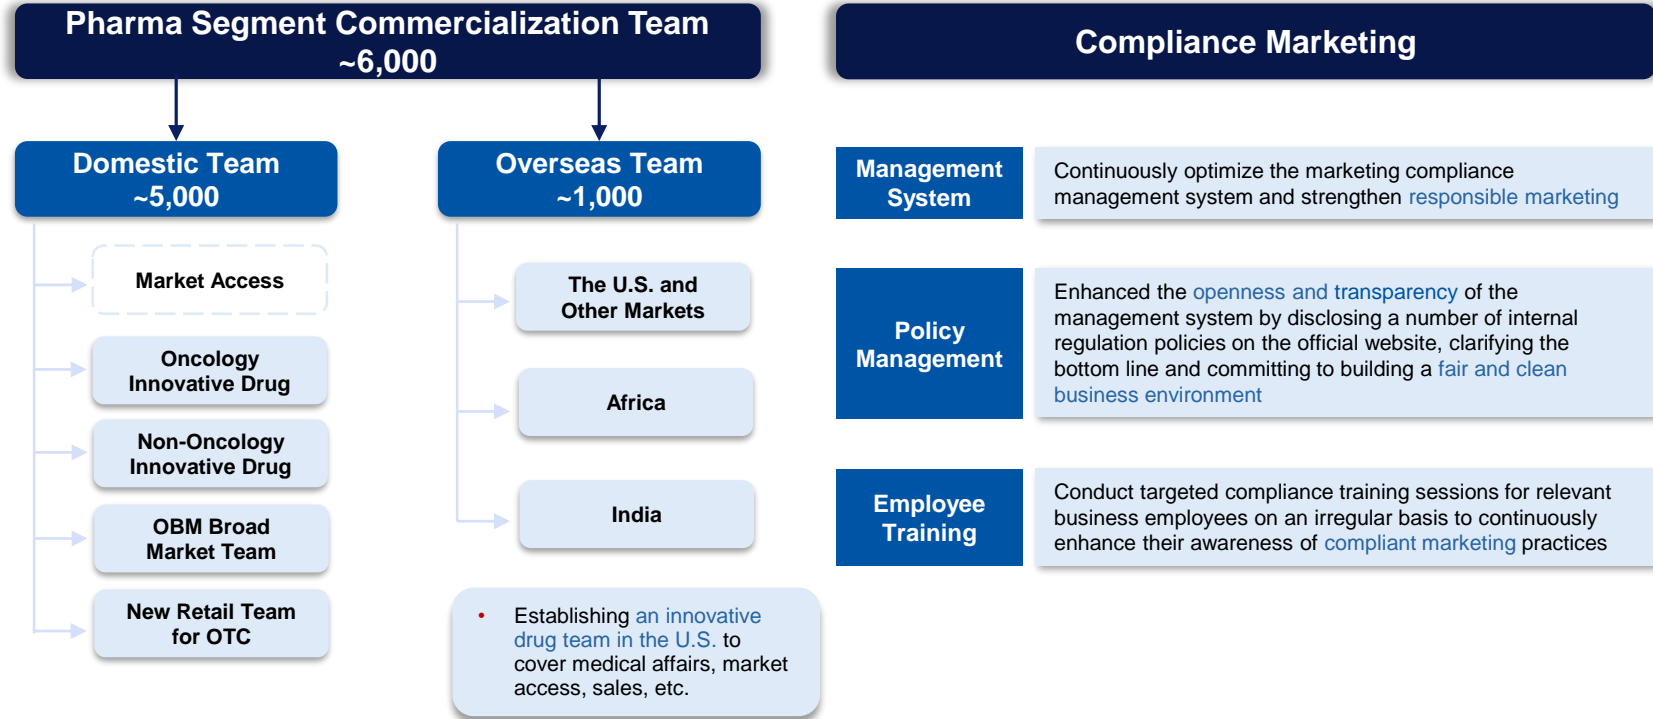 Pharma Segment Commercialization Team
~6,000
Domestic Team
~5,000
Market Access
Oncology
Innovative Drug
Non-Oncology
Innovative Drug
OBM Broad
Market Team
New Retail Team
for OTC
Overseas Team
~1,000
The U.S. and
Other Markets
Africa
India
• Establishing an innovative
drug team in the U.S. to
cover medical affairs, market
access, sales, etc.
Compliance Marketing
Management
System
Continuously optimize the marketing compliance
management system and strengthen responsible marketing
Policy
Management
Enhanced the openness and transparency of the
management system by disclosing a number of internal
regulation policies on the official website, clarifying the
bottom line and committing to building a fair and clean
business environment
Employee
Training
Conduct targeted compliance training sessions for relevant
business employees on an irregular basis to continuously
enhance their awareness of compliant marketing practices